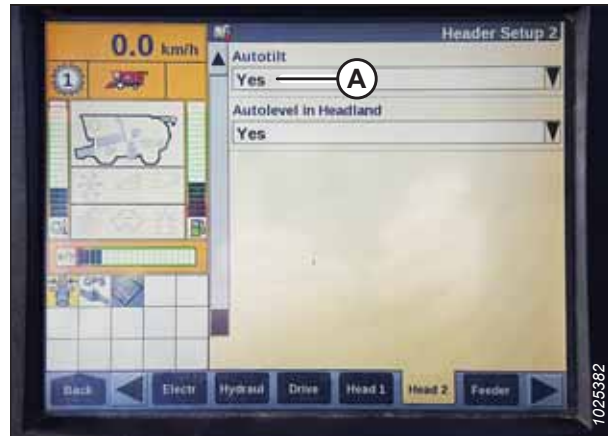 Header Setup 2
0.0 km/h
Autotilt
1
Yes
A
Autolevel in Headland
Yes
GPS
Back
Electr
Hydraul
Drive
Head 1
Head 2
Feeder
1025382